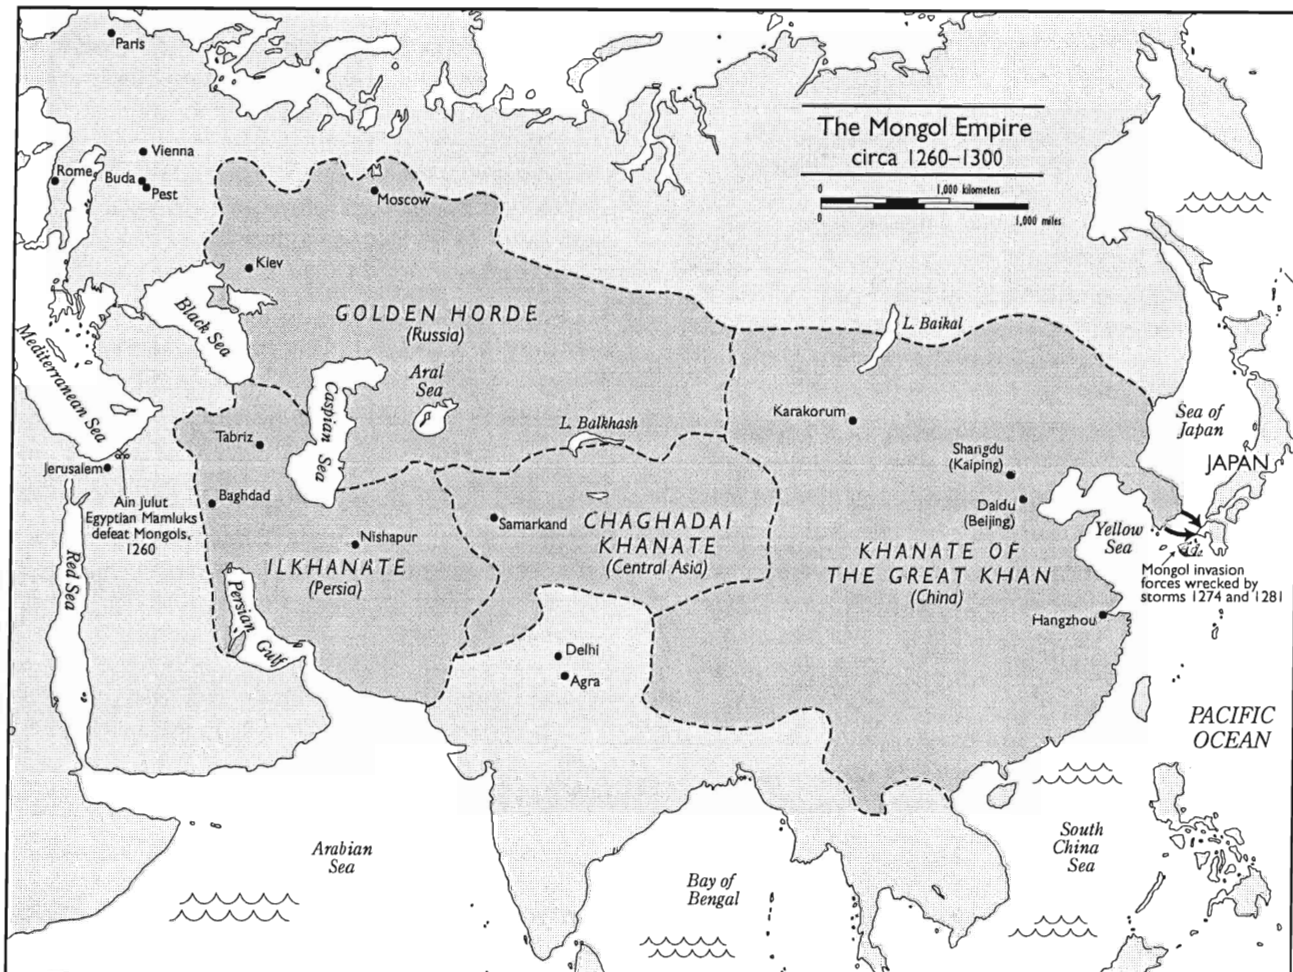 Paris
The Mongol Empire
circa 1260–1300
0
1,000 kilometers
0
1,000 miles
Vienna
Rome
Buda
Pest
Moscow
Kiev
GOLDEN HORDE
(Russia)
Black Sea
L. Baikal
Mediterranean Sea
Aral
Sea
Caspian
Sea
L. Balkhash
Karakorum
Sea of
Japan
Tabriz
Shangdu
(Kaiping)
JAPAN
Jerusalem
Baghdad
Ain Julut
Egyptian Mamluks
defeat Mongols,
1260
Samarkand
CHAGHADAI
KHANATE
(Central Asia)
Daidu
(Beijing)
Yellow
Sea
Nishapur
ILKHANATE
(Persia)
KHANATE OF
THE GREAT KHAN
(China)
Mongol invasion
forces wrecked by
storms 1274 and 1281
Red Sea
Persian
Gulf
Hangzhou
Delhi
Agra
PACIFIC
OCEAN
Arabian
Sea
Bay of
Bengal
South
China
Sea